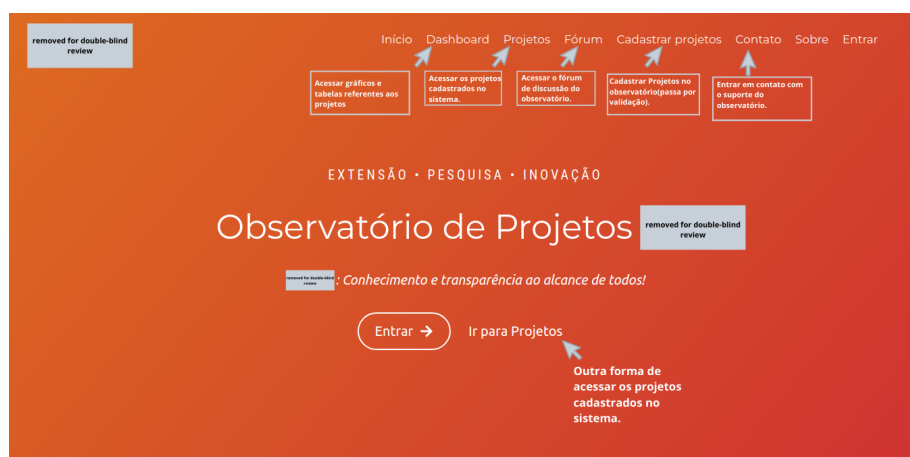 removed for double-blind
review
Início Dashboard Projetos Fórum Cadastrar projetos Contato Sobre Entrar
Acessar gráficos e
tabelas referentes aos
projetos
Acessar os projetos
cadastrados no
sistema.
Acessar o fórum
de discussão do
observatório.
Cadastrar Projetos no
observatório(passa por
validação).
Entrar em contato com
o suporte do
observatório.
EXTENSÃO • PESQUISA • INOVAÇÃO
Observatório de Projetos
removed for double-blind
review
removed for double-blind
review
: Conhecimento e transparência ao alcance de todos!
Entrar → Ir para Projetos
Outra forma de
acessar os projetos
cadastrados no
sistema.